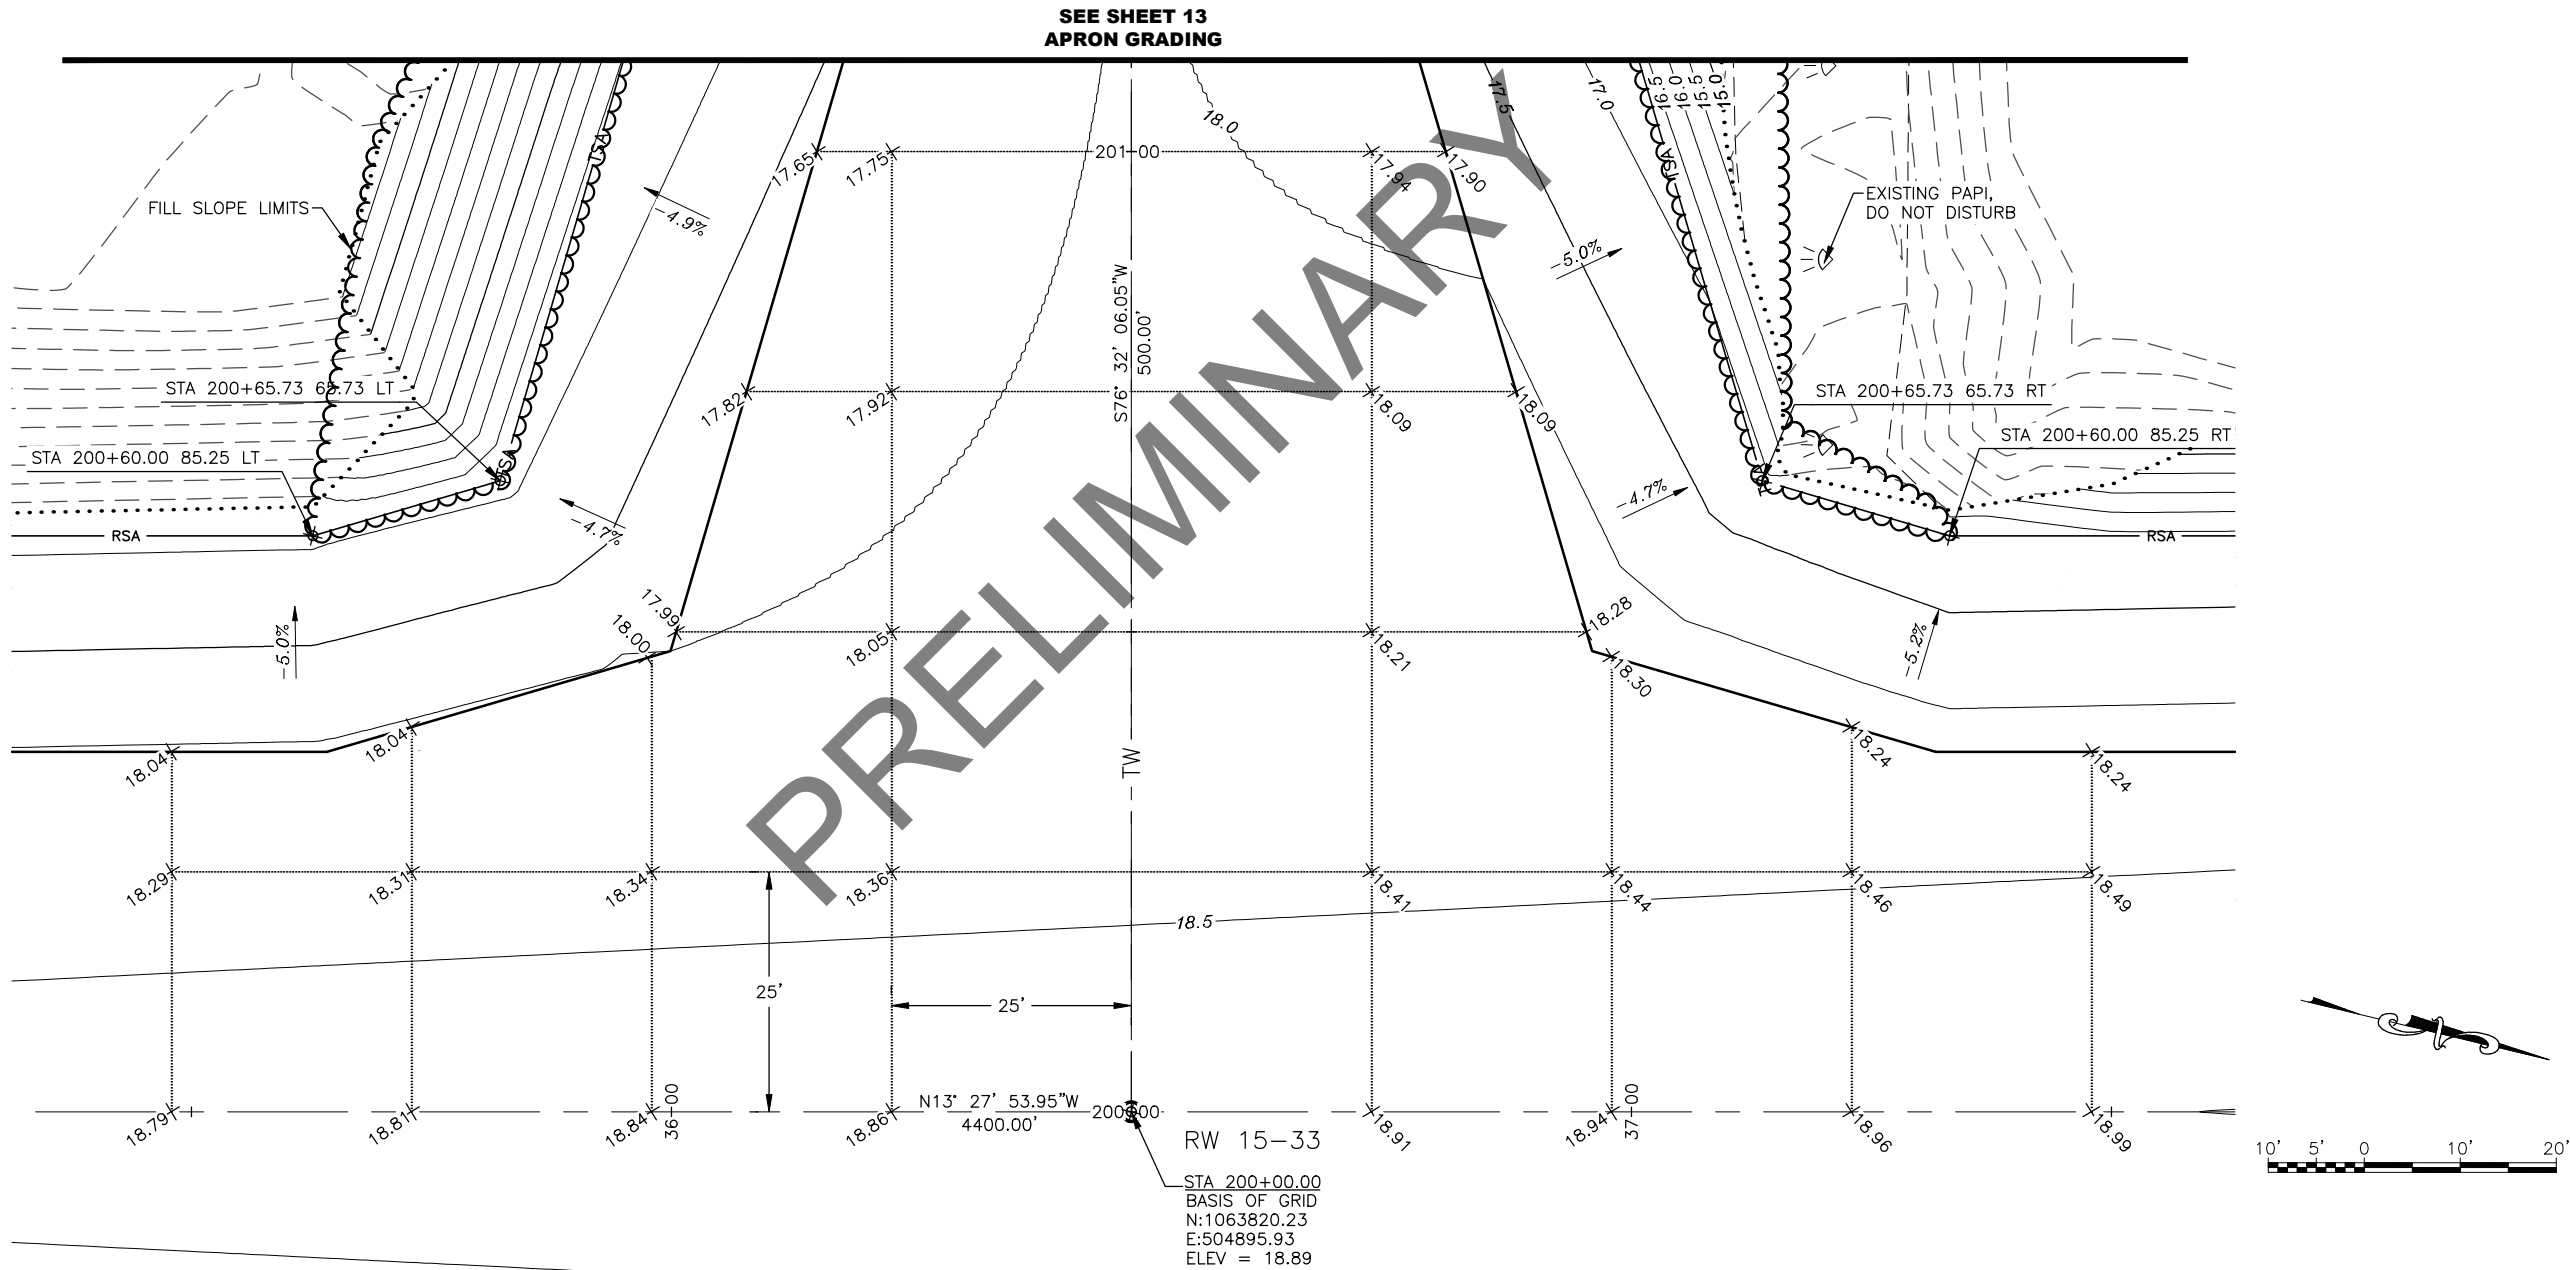 SEE SHEET 13
APRON GRADING
17.65
17.75
201+00
18.0
17.94
17.90
17.5
17.0
16.5
16.0
15.5
15.0
TSA
TSA
-4.9%
FILL SLOPE LIMITS
-5.0%
EXISTING PAPI,
DO NOT DISTURB
S76° 32' 06.05"W
500.00'
STA 200+65.73 65.73 LT
17.82
17.92
18.09
18.09
STA 200+65.73 65.73 RT
STA 200+60.00 85.25 LT
TSA
STA 200+60.00 85.25 RT
-4.7%
-4.7%
RSA
RSA
17.99
18.00
18.05
18.21
18.28
18.30
-5.0%
-5.2%
PRELIMINARY
18.04
18.04
TW
18.24
18.24
18.29
18.31
18.34
18.36
18.41
18.44
18.46
18.49
18.5
25'
25'
N13° 27' 53.95"W
4400.00'
200+00
18.79
18.81
18.84
36+00
18.86
18.91
18.94
37+00
18.96
18.99
RW 15-33
STA 200+00.00
BASIS OF GRID
N:1063820.23
E:504895.93
ELEV = 18.89
10' 5' 0 10' 20'